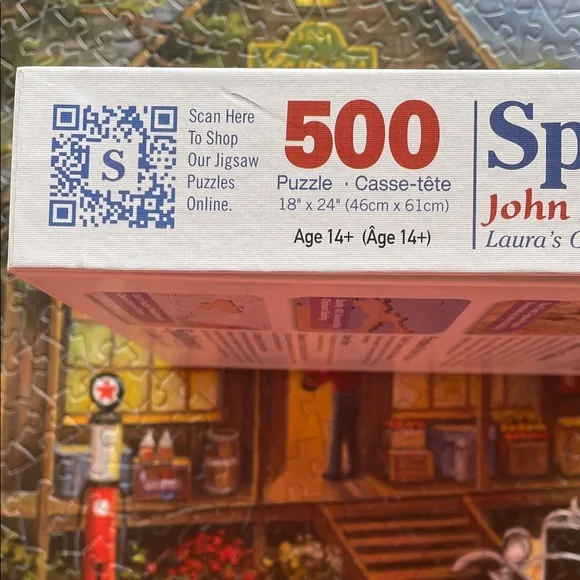 S
Scan Here
To Shop
Our Jigsaw
Puzzles
Online.
500
Puzzle · Casse-tête
18" x 24" (46cm x 61cm)
Age 14+ (Âge 14+)
Sp
John
Laura's